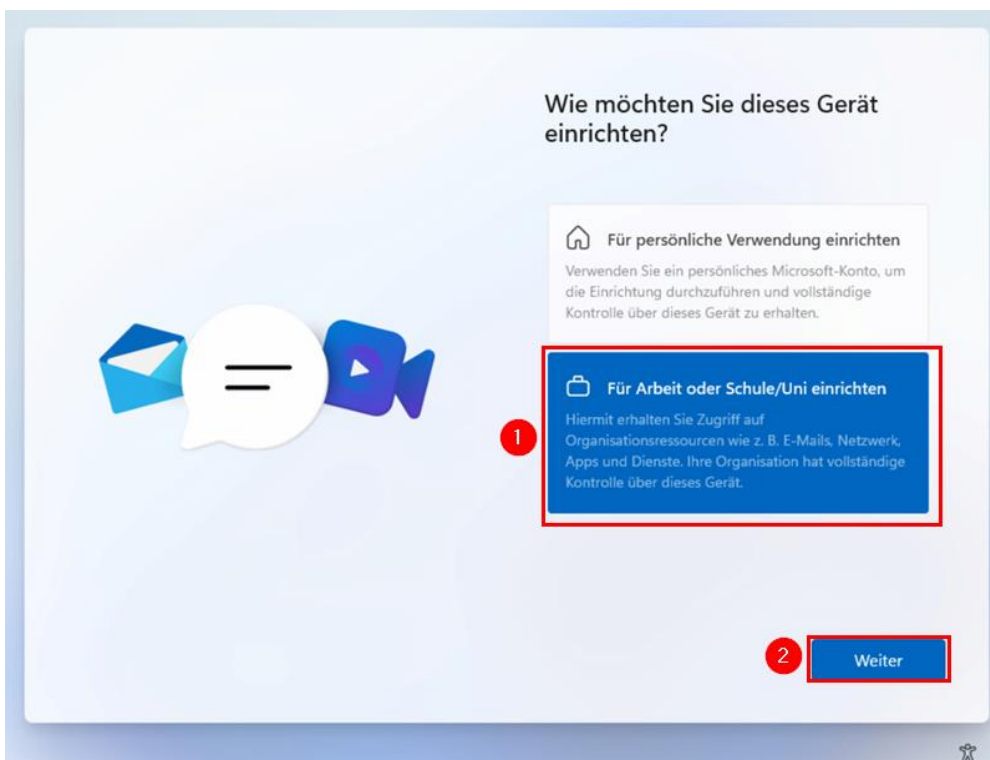 Wie möchten Sie dieses Gerät
einrichten?
Für persönliche Verwendung einrichten
Verwenden Sie ein persönliches Microsoft-Konto, um
die Einrichtung durchzuführen und vollständige
Kontrolle über dieses Gerät zu erhalten.
Für Arbeit oder Schule/Uni einrichten
Hiermit erhalten Sie Zugriff auf
Organisationsressourcen wie z. B. E-Mails, Netzwerk,
Apps und Dienste. Ihre Organisation hat vollständige
Kontrolle über dieses Gerät.
1
2
Weiter